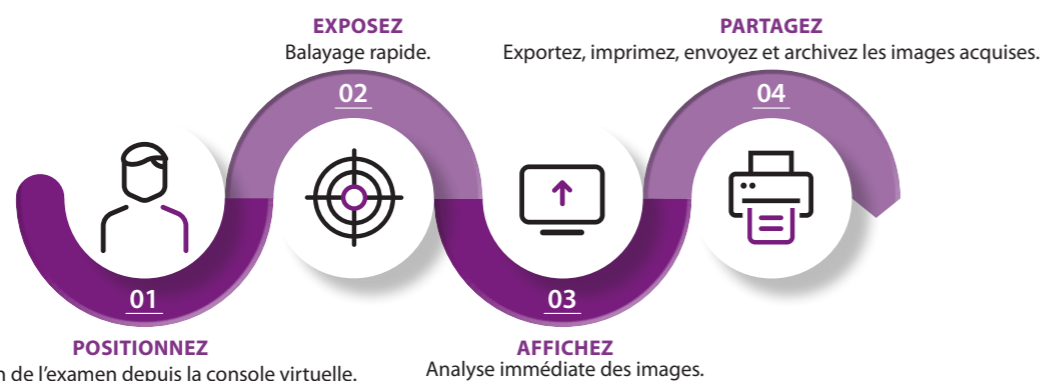 EXPOSEZ
Balayage rapide.
PARTAGEZ
Exportez, imprimez, envoyez et archivez les images acquises.
02
04
01
03
POSITIONNEZ
de l'examen depuis la console virtuelle.
AFFICHEZ
Analyse immédiate des images.